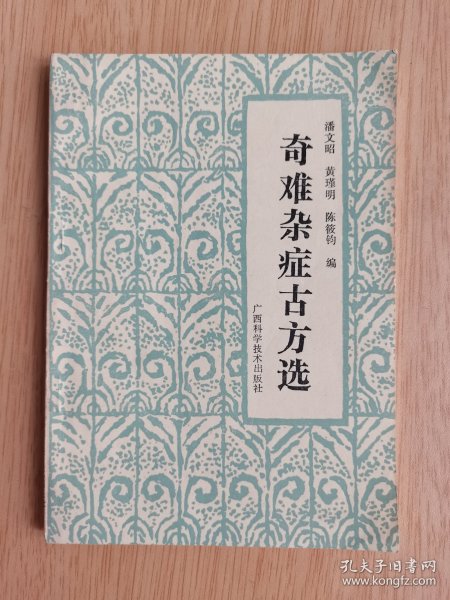 潘文昭 黄瑾明 陈筱钧 编
奇难杂症古方选
广西科学技术出版社
孔夫子旧书网
www.kongfz.com